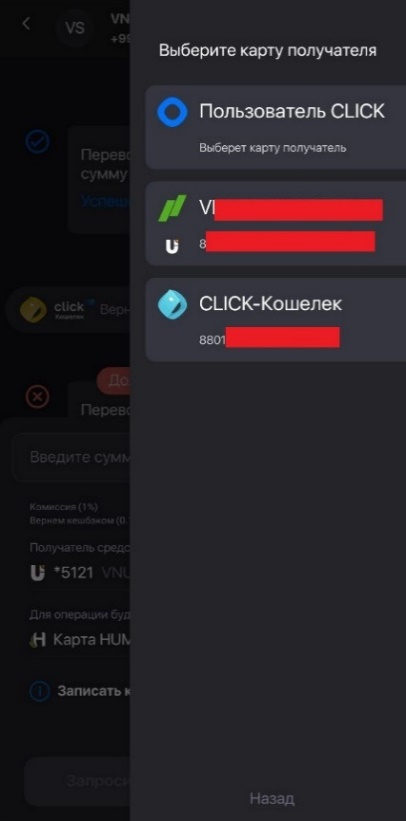 VS
VN
+99
Перево
сумму
Успеш
click
Кошелек
Верн
До
Перево
Введите сумм
Комиссия (1%)
Вернем кешбэком (0.
Получатель средс
*5121 VNU
Для операции буд
Карта HUM
Записать к
Запроси
Выберите карту получателя
Пользователь CLICK
Выберет карту получатель
VI
8
CLICK-Кошелек
8801
Назад